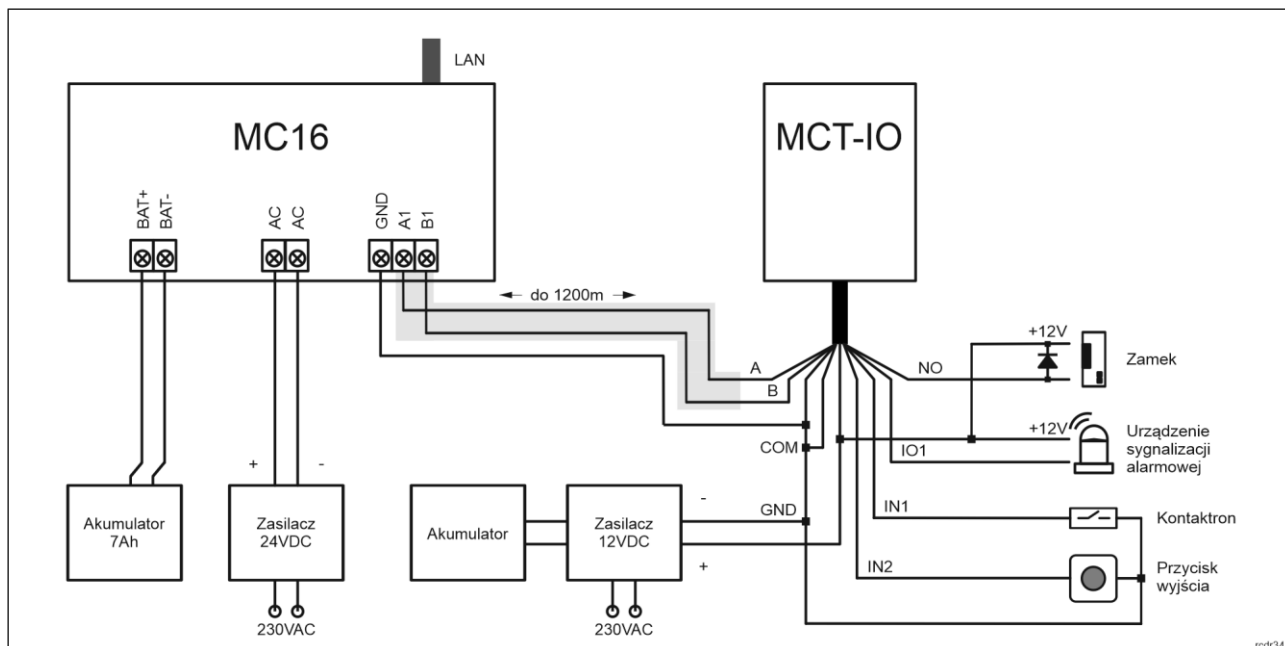 LAN
MC16
MCT-IO
BAT+
BAT-
AC
AC
GND
A1
B1
do 1200m
A
B
NO
+12V
Zamek
COM
+12V
IO1
Urządzenie
sygnalizacji
alarmowej
+
-
Akumulator
7Ah
Zasilacz
24VDC
Akumulator
Zasilacz
12VDC
-
+
GND
IN1
Kontaktron
IN2
Przycisk
wyjścia
230VAC
230VAC